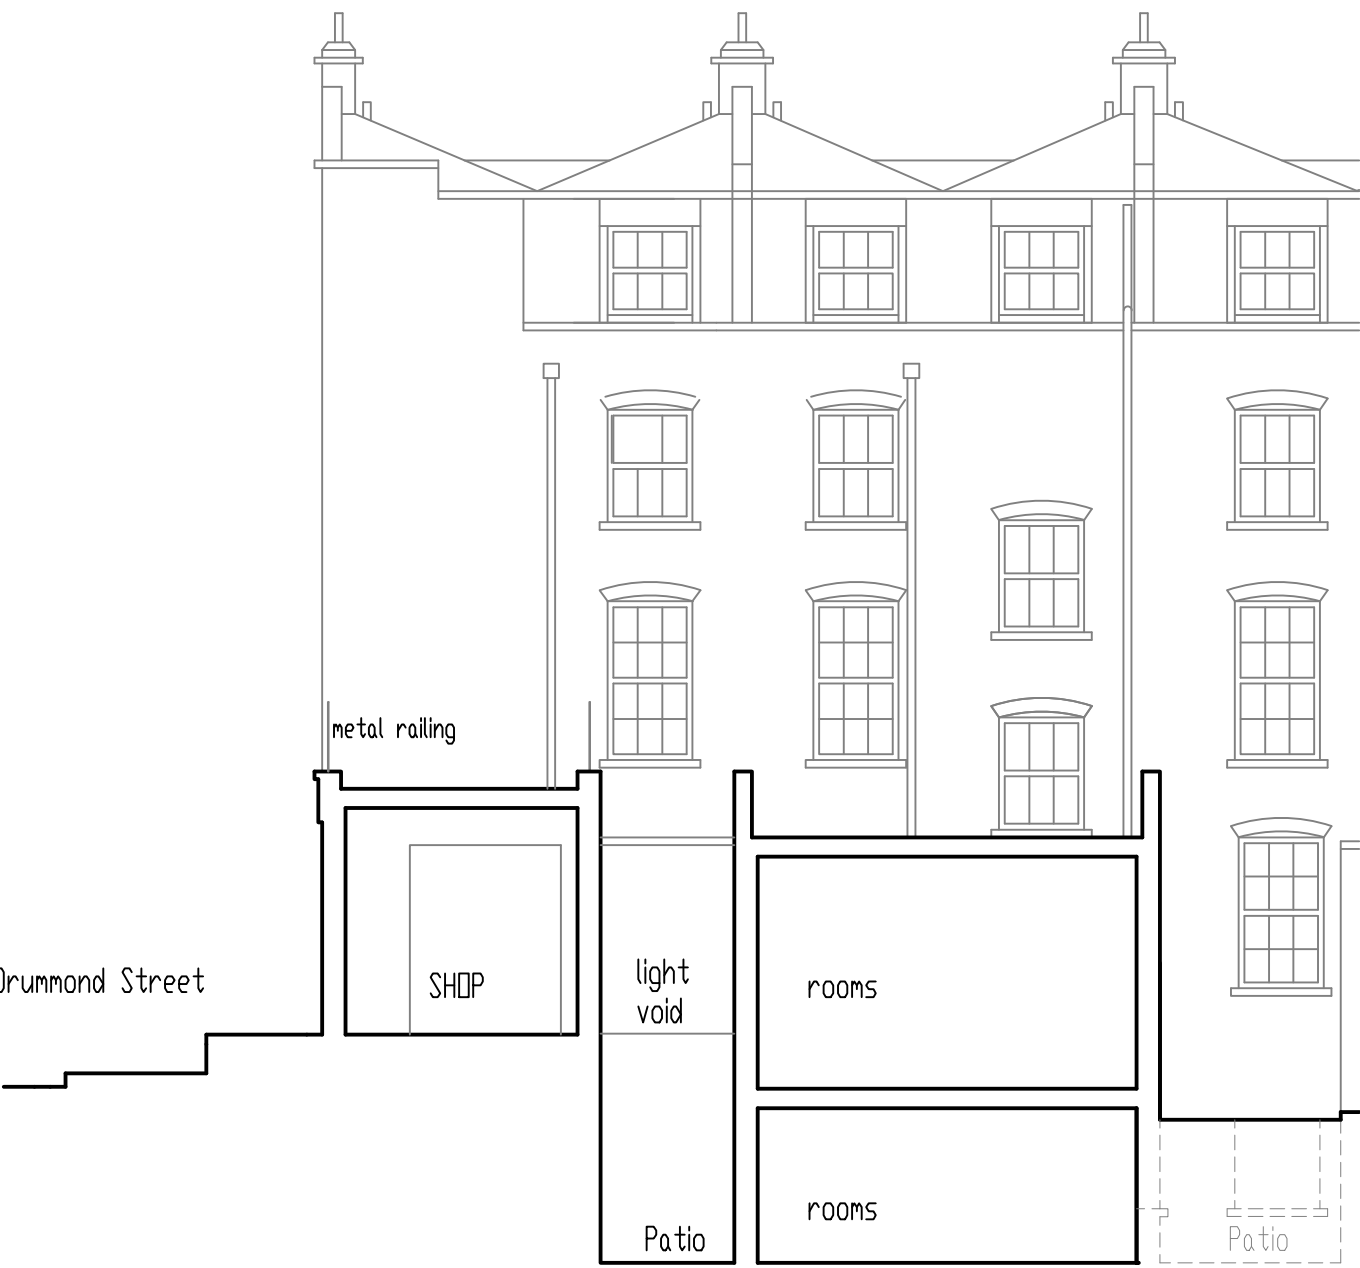 metal railing
Drummond Street
SHOP
light
void
rooms
rooms
Patio
Patio